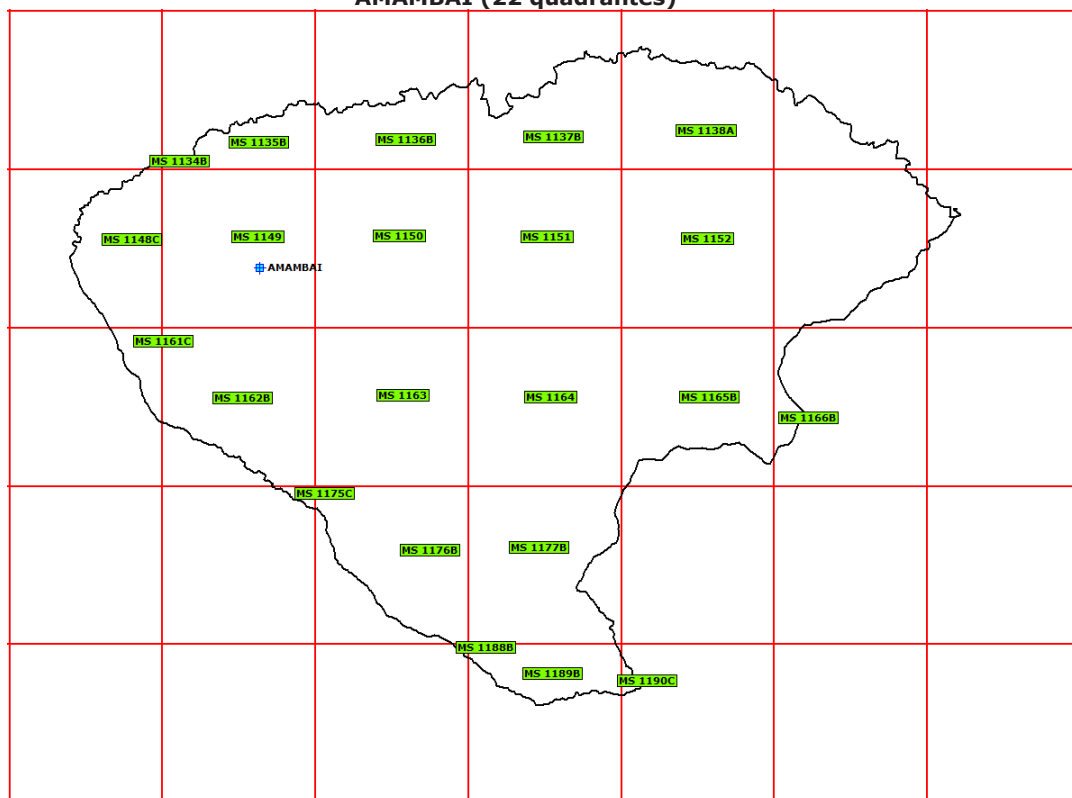 AMAMBAI (22 quadrantes)
MS 1134B
MS 1135B
MS 1136B
MS 1137B
MS 1138A
MS 1148C
MS 1149
MS 1150
MS 1151
MS 1152
AMAMBAI
MS 1161C
MS 1162B
MS 1163
MS 1164
MS 1165B
MS 1166B
MS 1175C
MS 1176B
MS 1177B
MS 1188B
MS 1189B
MS 1190C